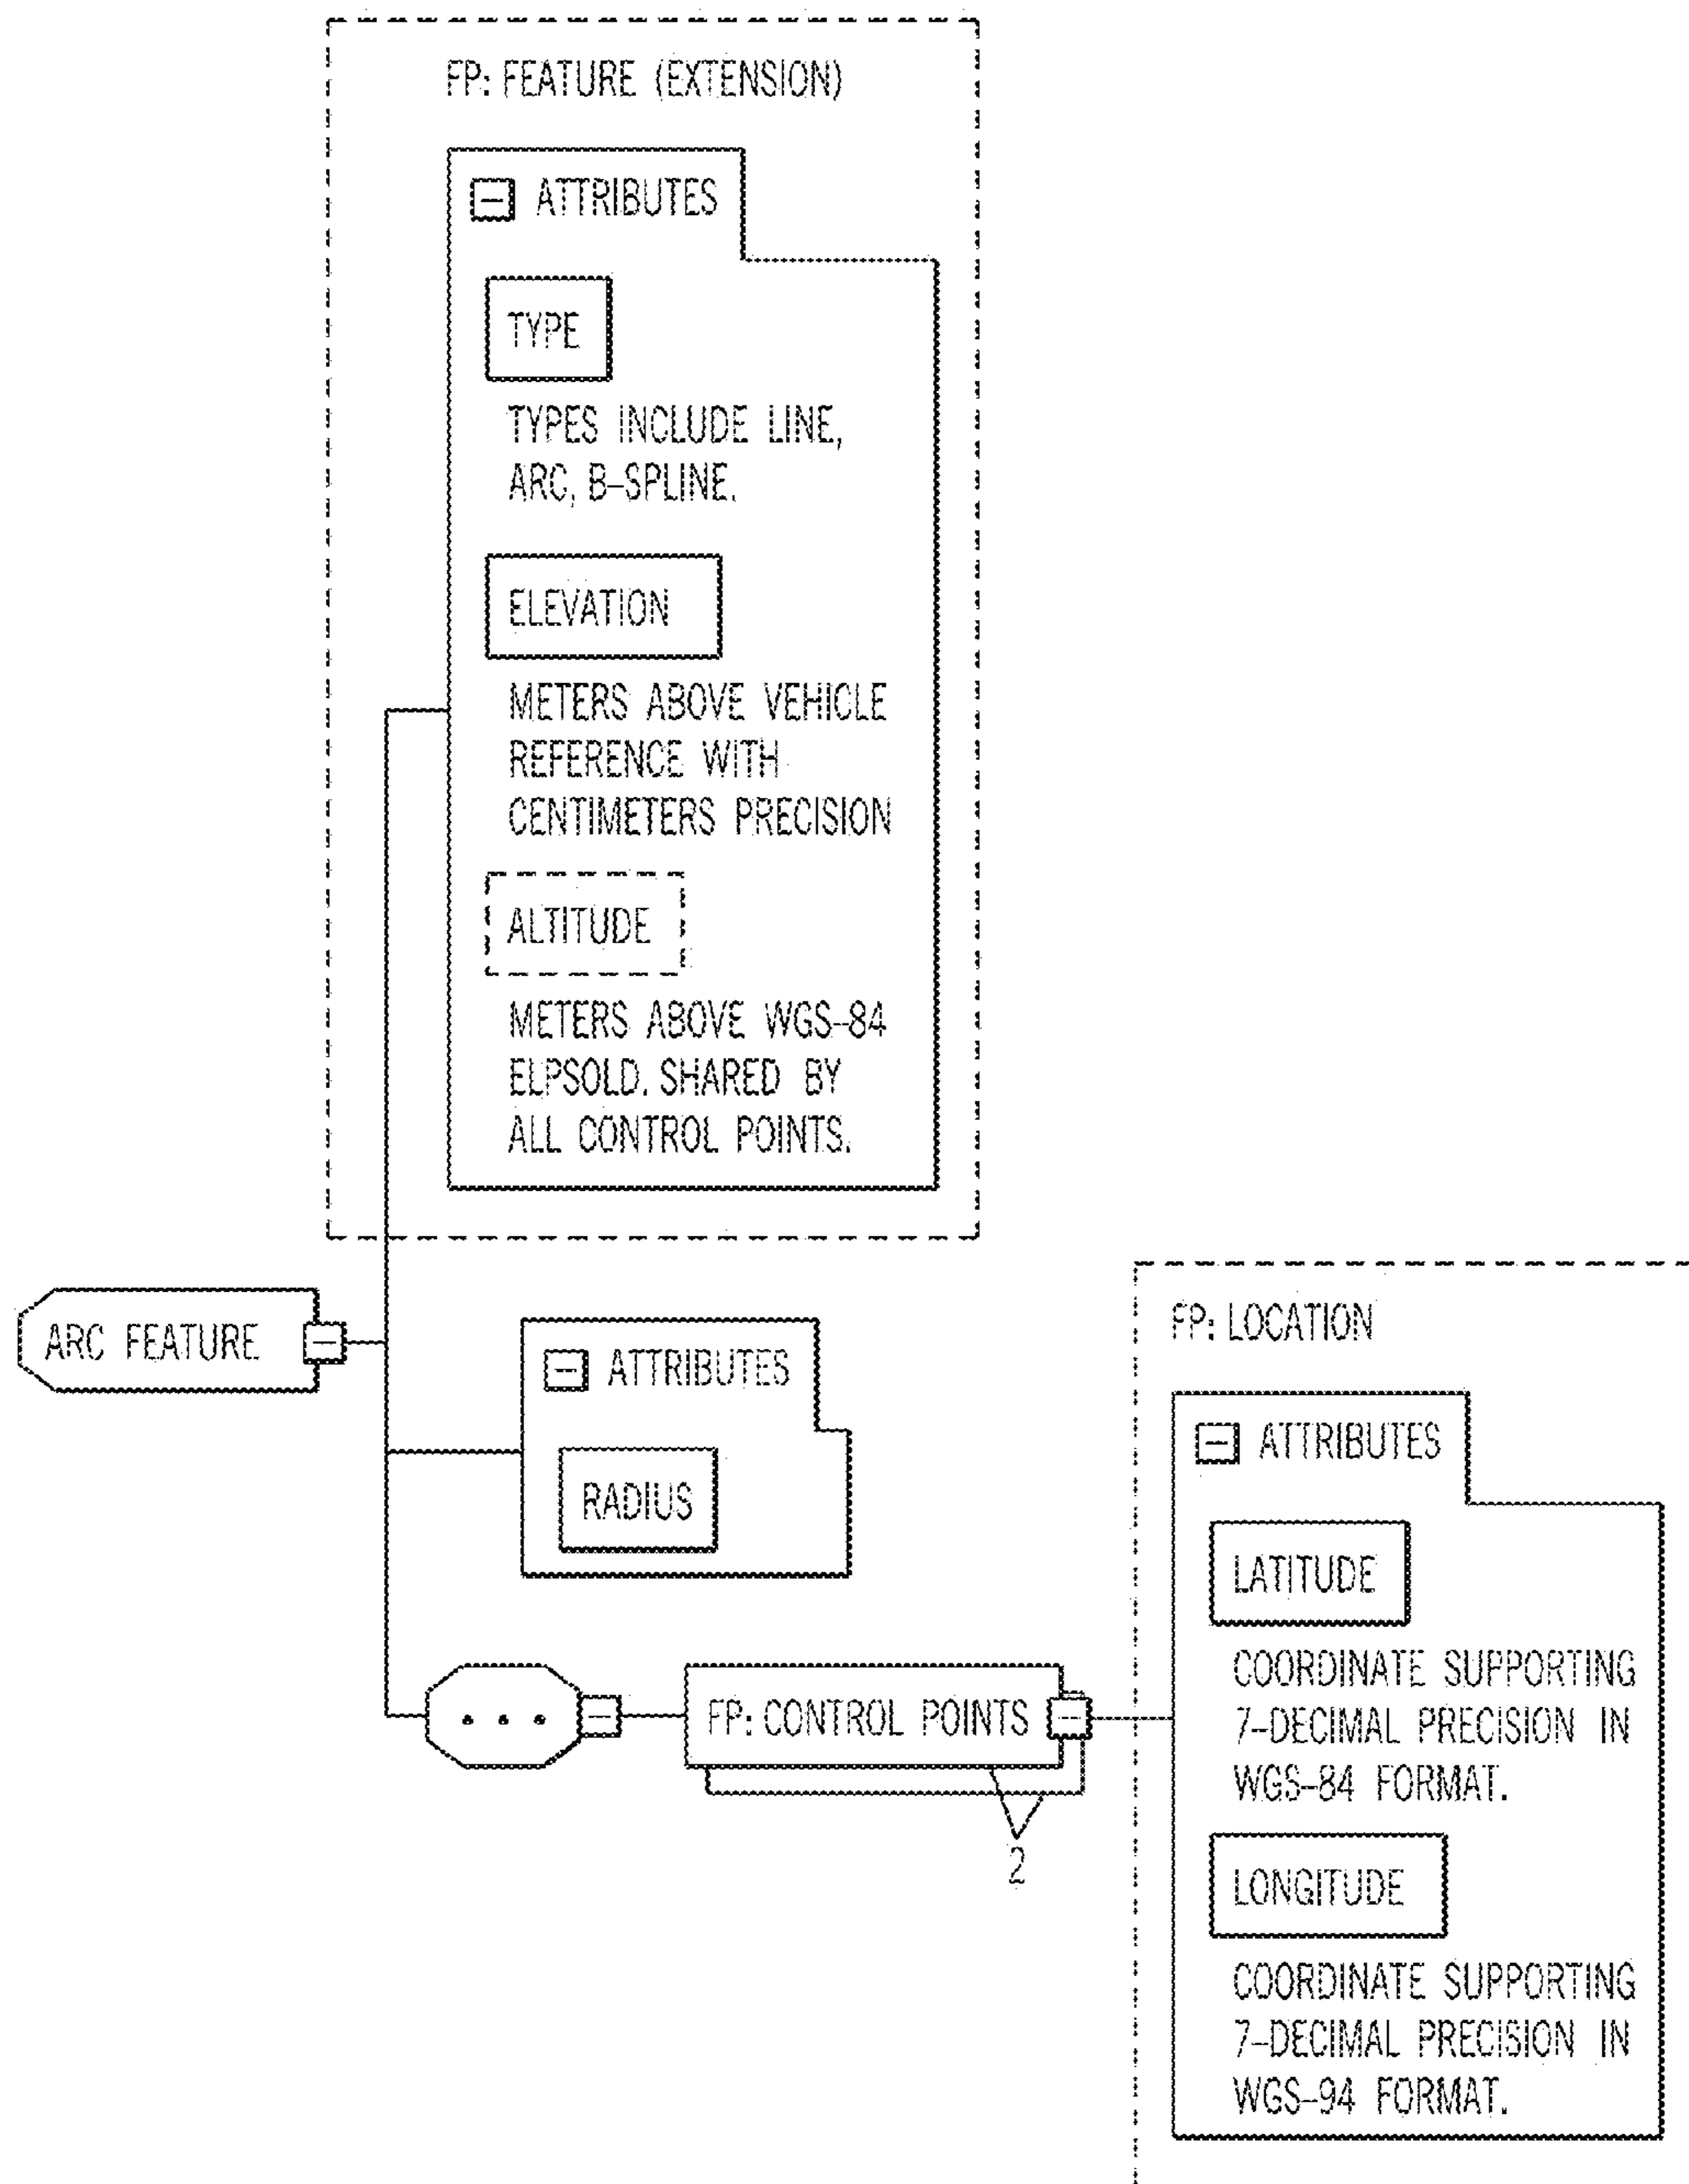 FP: FEATURE (EXTENSION)
ATTRIBUTES
TYPE
TYPES INCLUDE LINE,
ARC, B-SPLINE.
ELEVATION
METERS ABOVE VEHICLE
REFERENCE WITH
CENTIMETERS PRECISION
ALTITUDE
METERS ABOVE WGS-84
ELPSOLD. SHARED BY
ALL CONTROL POINTS.
ARC FEATURE
ATTRIBUTES
RADIUS
...
FP: CONTROL POINTS
2
FP: LOCATION
ATTRIBUTES
LATITUDE
COORDINATE SUPPORTING
7-DECIMAL PRECISION IN
WGS-84 FORMAT.
LONGITUDE
COORDINATE SUPPORTING
7-DECIMAL PRECISION IN
WGS-94 FORMAT.